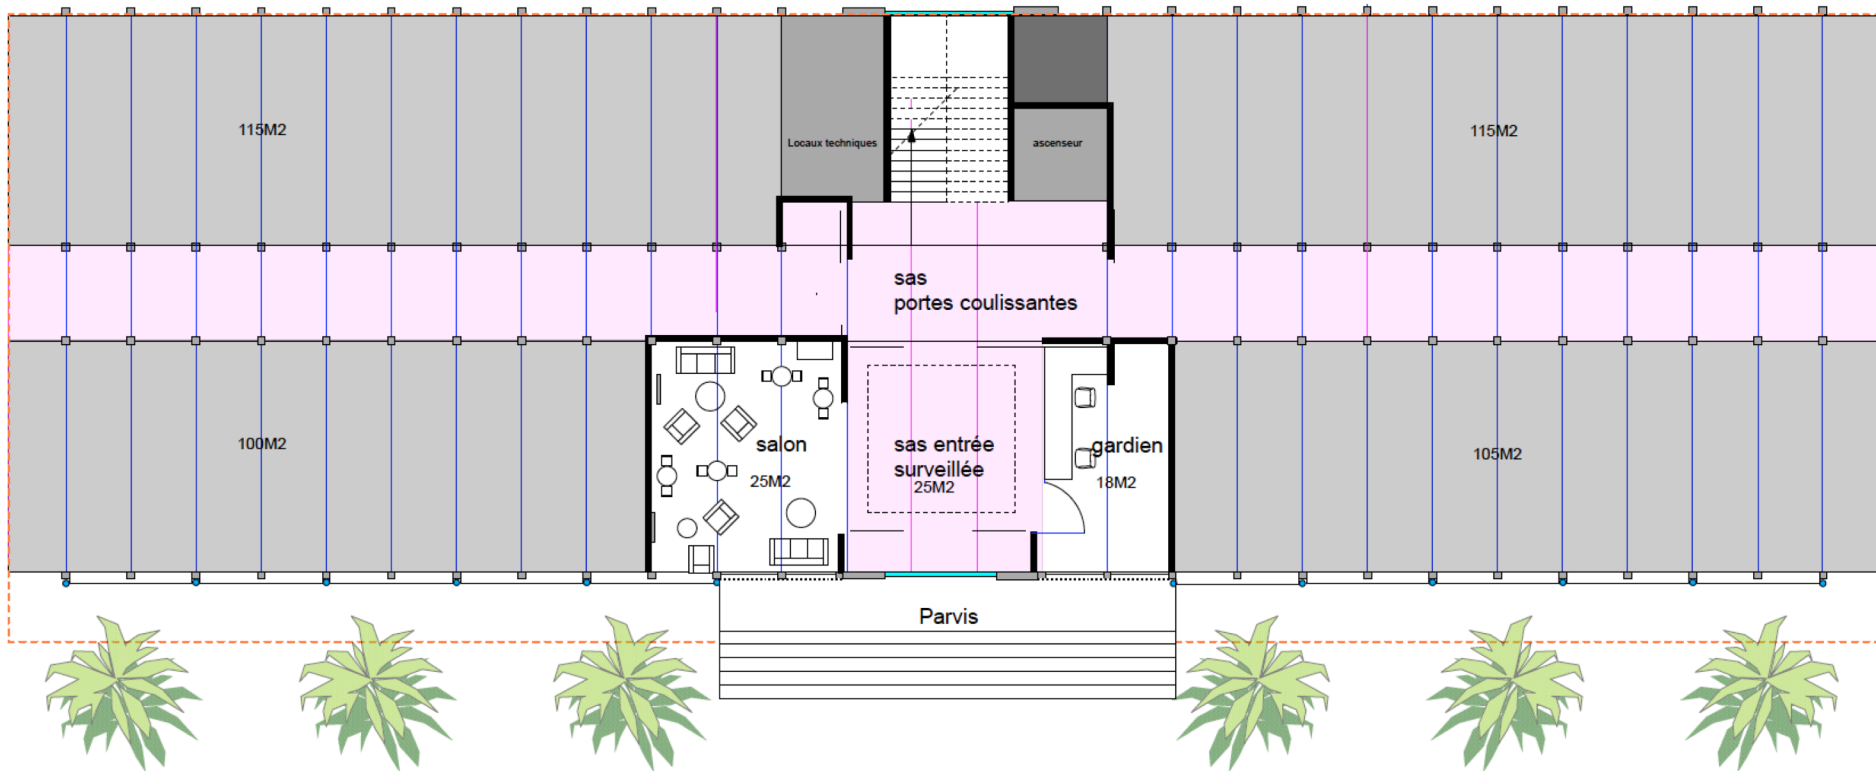 115M2
Locaux techniques
ascenseur
115M2
sas
portes coulissantes
100M2
salon
25M2
sas entrée
surveillée
25M2
gardien
18M2
105M2
Parvis